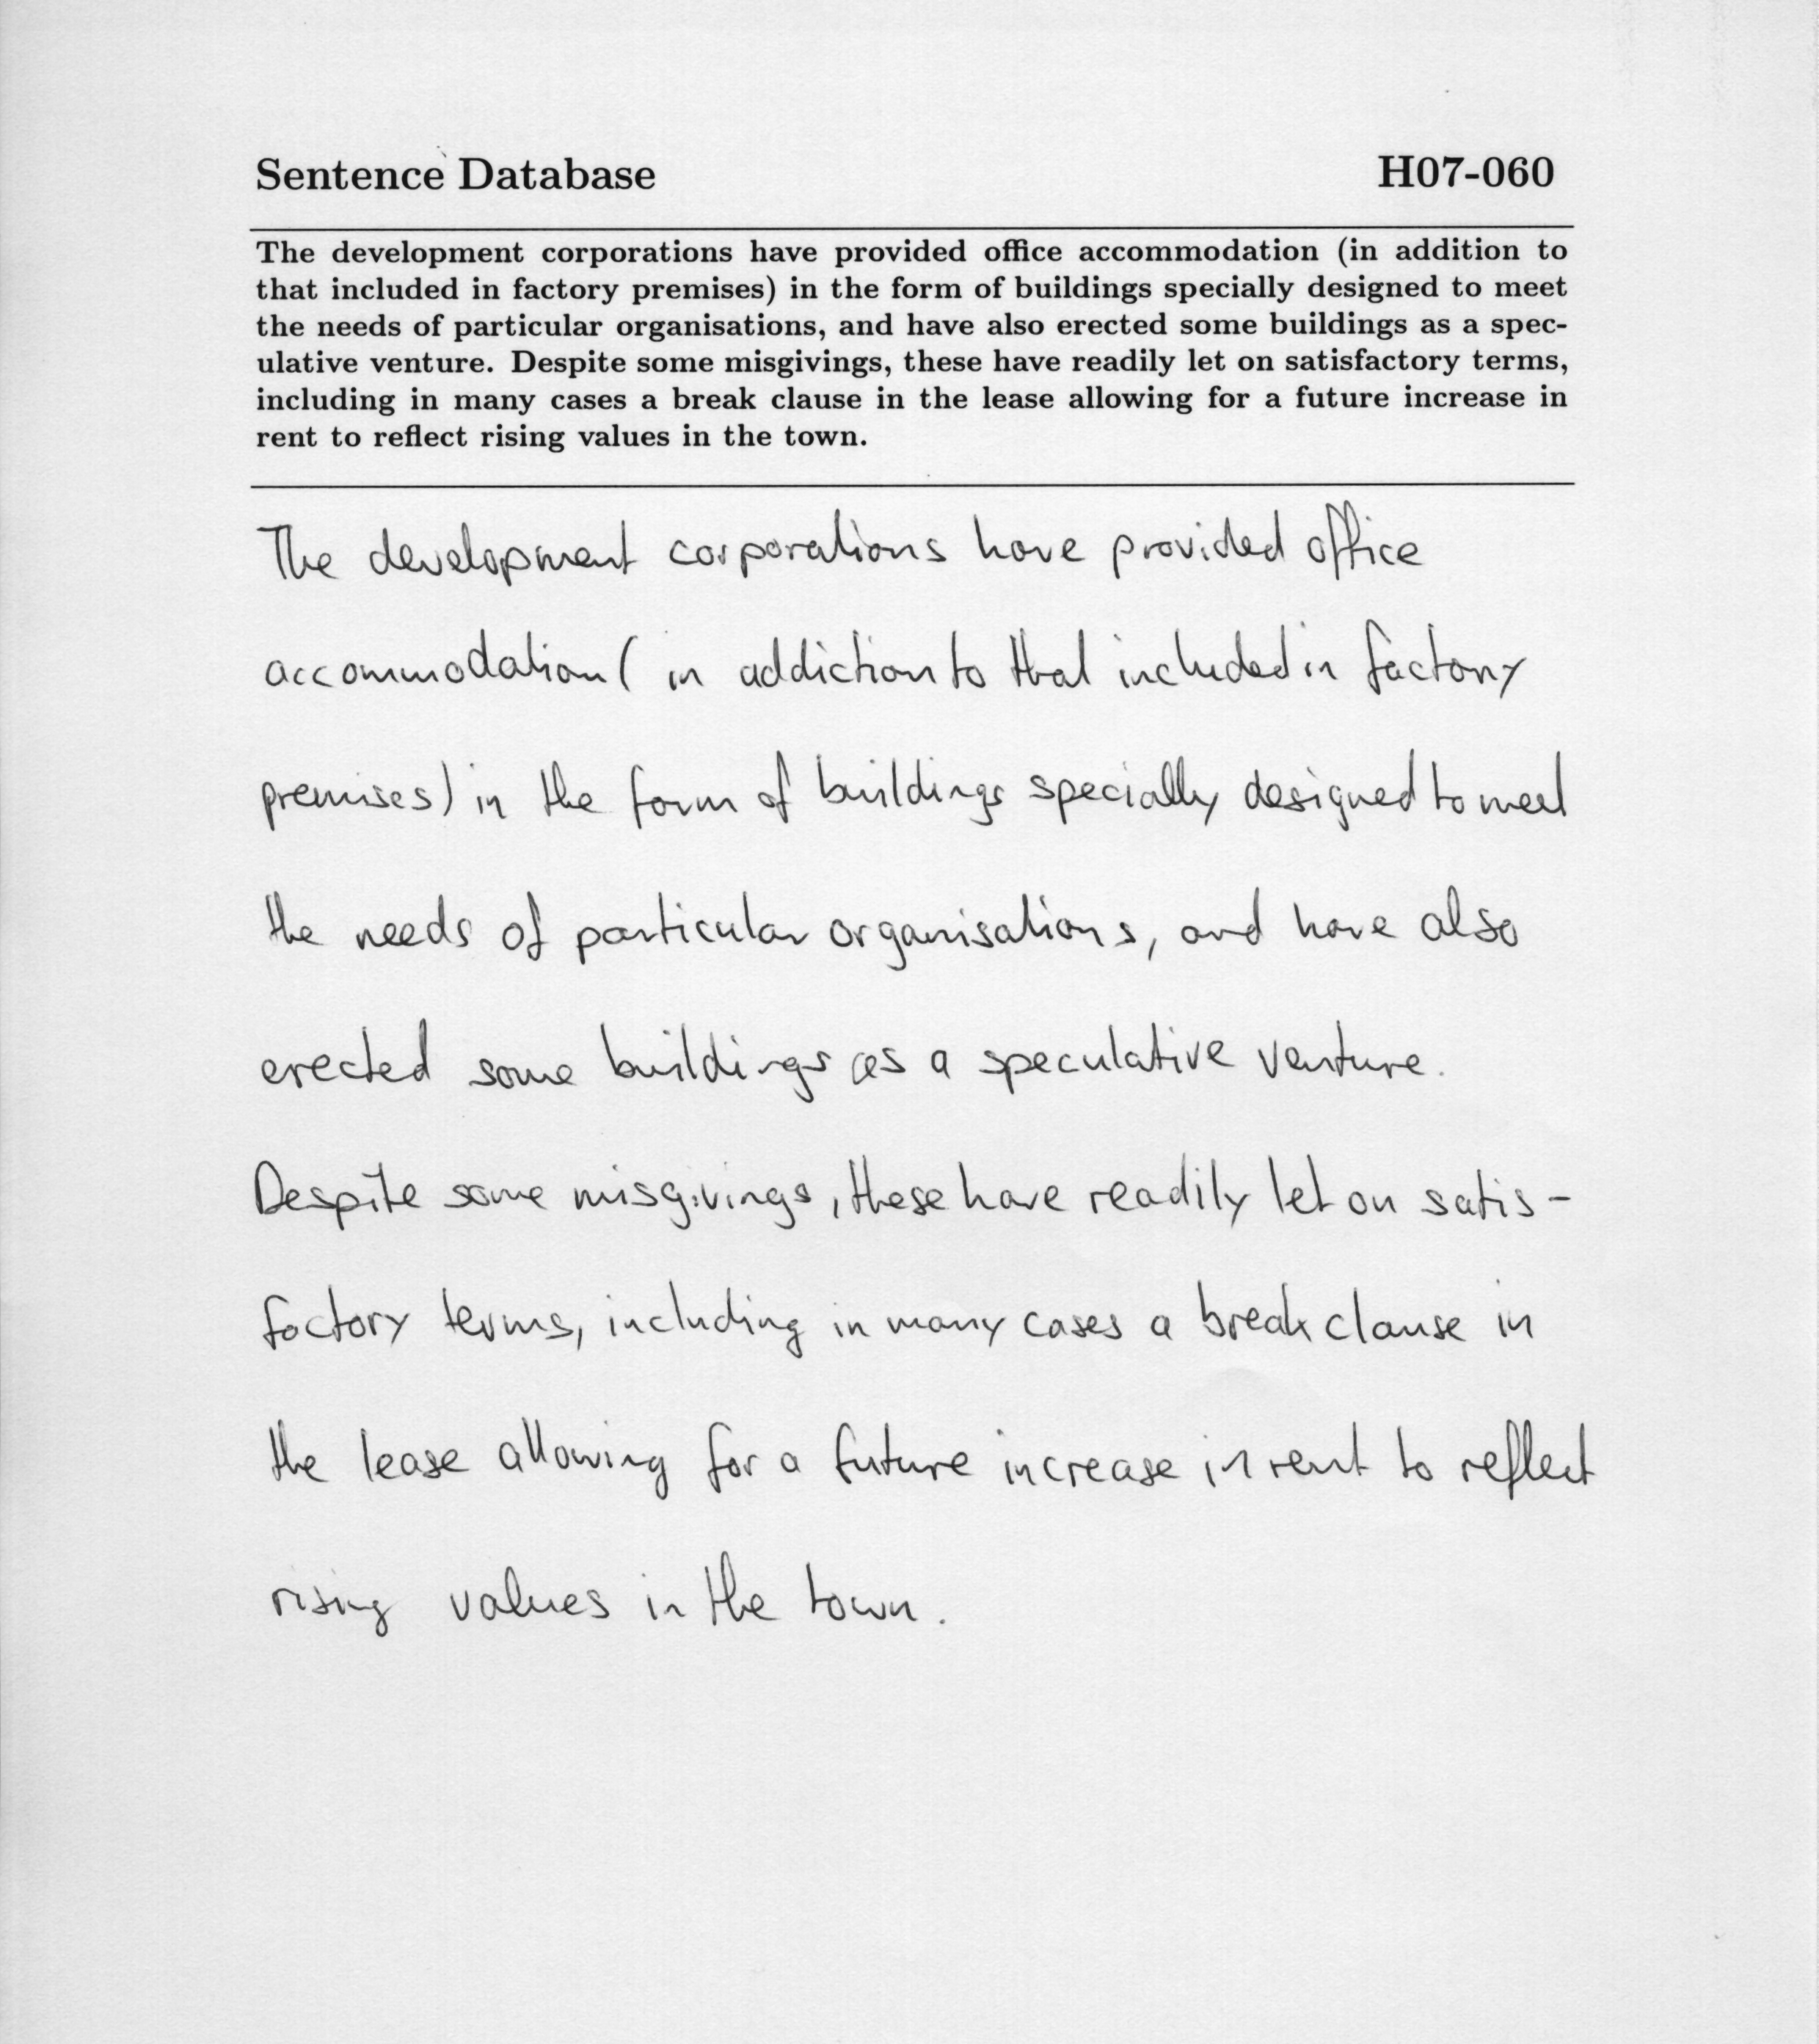 Sentence Database H07-060
The development corporations have provided office accommodation (in addition to
that included in factory premises) in the form of buildings specially designed to meet
the needs of particular organisations, and have also erected some buildings as a spec-
ulative venture. Despite some misgivings, these have readily let on satisfactory terms,
including in many cases a break clause in the lease allowing for a future increase in
rent to reflect rising values in the town.
The development corporations have provided office
accommodation ( in addiction to that included in factory
premises) in the form of buildings specially designed to meet
the needs of particular organisations, and have also
erected some buildings as a speculative venture.
Despite some misgivings, these have readily let on satis-
factory terms, including in many cases a break clause in
the lease allowing for a future increase in rent to reflect
rising values in the town.